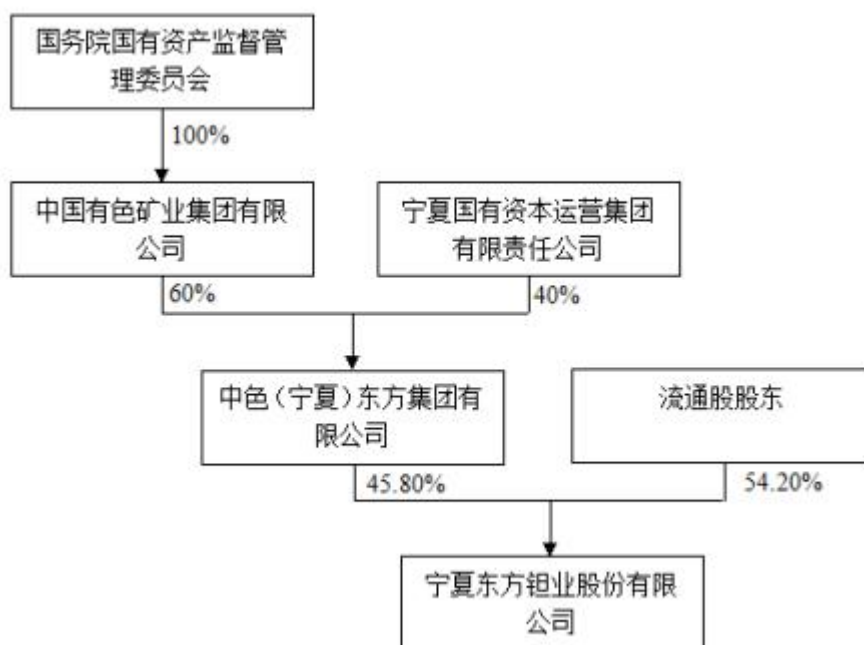 国务院国有资产监督管
理委员会
100%
中国有色矿业集团有限
公司
宁夏国有资本运营集团
有限责任公司
60%
40%
中色（宁夏）东方集团有
限公司
流通股股东
45.80%
54.20%
宁夏东方钽业股份有限
公司